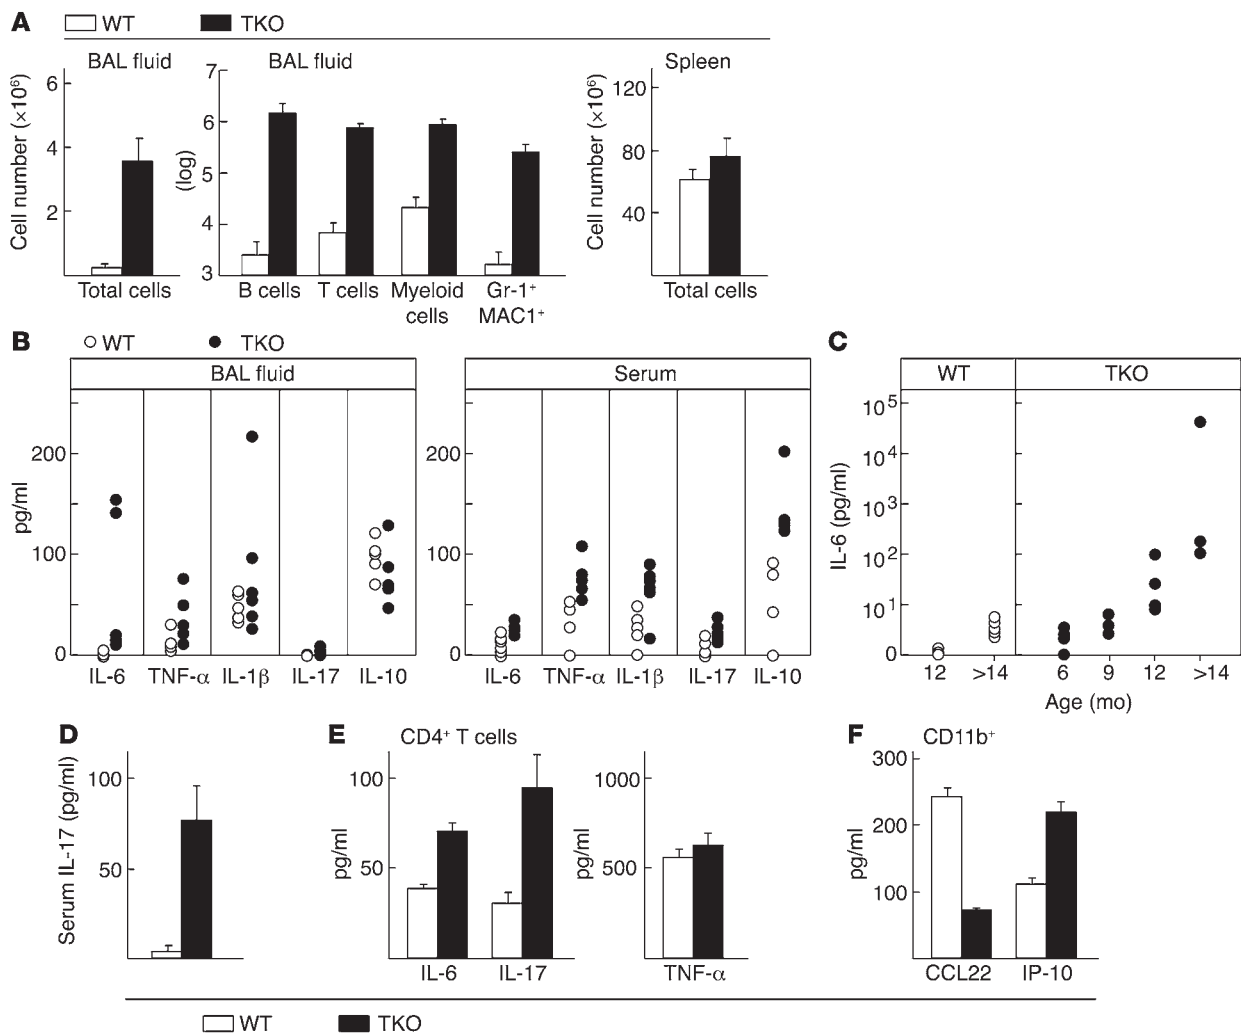 A WT TKO
BAL fluid
Cell number (×10⁶)
6
4
2
Total cells
BAL fluid
(log)
7
6
5
4
3
B cells T cells Myeloid cells Gr-1⁺ MAC1⁺
Spleen
Cell number (×10⁶)
120
80
40
Total cells
B WT TKO
BAL fluid
pg/ml
200
100
0
IL-6 TNF-α IL-1β IL-17 IL-10
Serum
200
100
0
IL-6 TNF-α IL-1β IL-17 IL-10
C
WT TKO
IL-6 (pg/ml)
10⁵
10⁴
10³
10²
10¹
0
12 >14 6 9 12 >14
Age (mo)
D
Serum IL-17 (pg/ml)
100
50
E CD4⁺ T cells
pg/ml
100
50
IL-6 IL-17
pg/ml
1000
500
TNF-α
F CD11b⁺
pg/ml
300
200
100
CCL22 IP-10
WT TKO